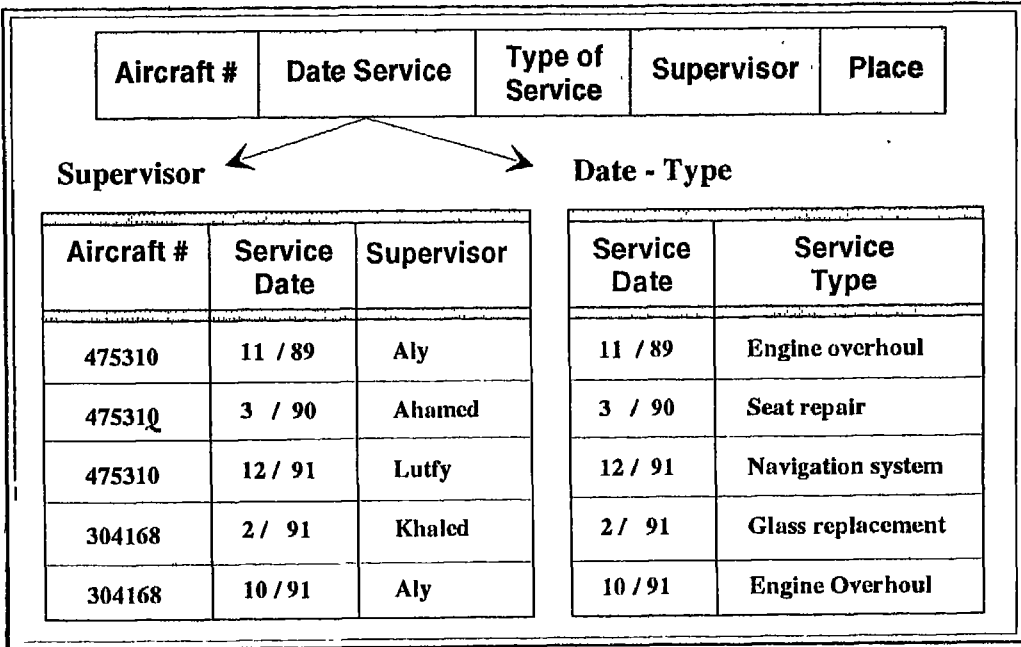 Aircraft # Date Service Type of Service Supervisor Place
Supervisor Date - Type
Aircraft # Service Date Supervisor
475310 11 / 89 Aly
475310 3 / 90 Ahamed
475310 12 / 91 Lutfy
304168 2 / 91 Khaled
304168 10 / 91 Aly
Service Date Service Type
11 / 89 Engine overhoul
3 / 90 Seat repair
12 / 91 Navigation system
2 / 91 Glass replacement
10 / 91 Engine Overhoul